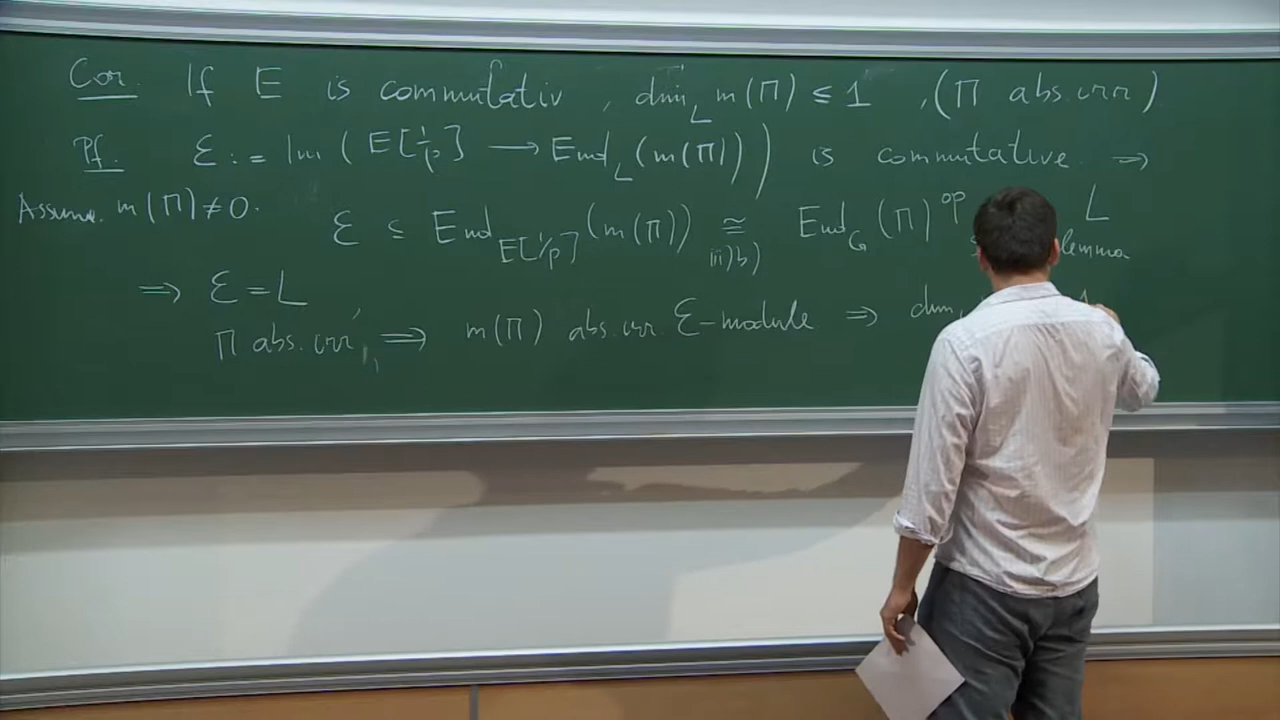 Cor. If E is commutativ, dim_L m(Π) ≤ 1, (Π abs. irr)
Pf. ℰ := Im(E[1/p] → End_L(m(Π))) is commutative ⇒
Assume m(Π) ≠ 0.
ℰ ⊆ End_{E[1/p]}(m(Π)) ≅ End_G(Π)^{op} L
iii)b) lemma
⇒ ℰ = L,
Π abs. irr, ⇒ m(Π) abs. irr. ℰ-module ⇒ dim